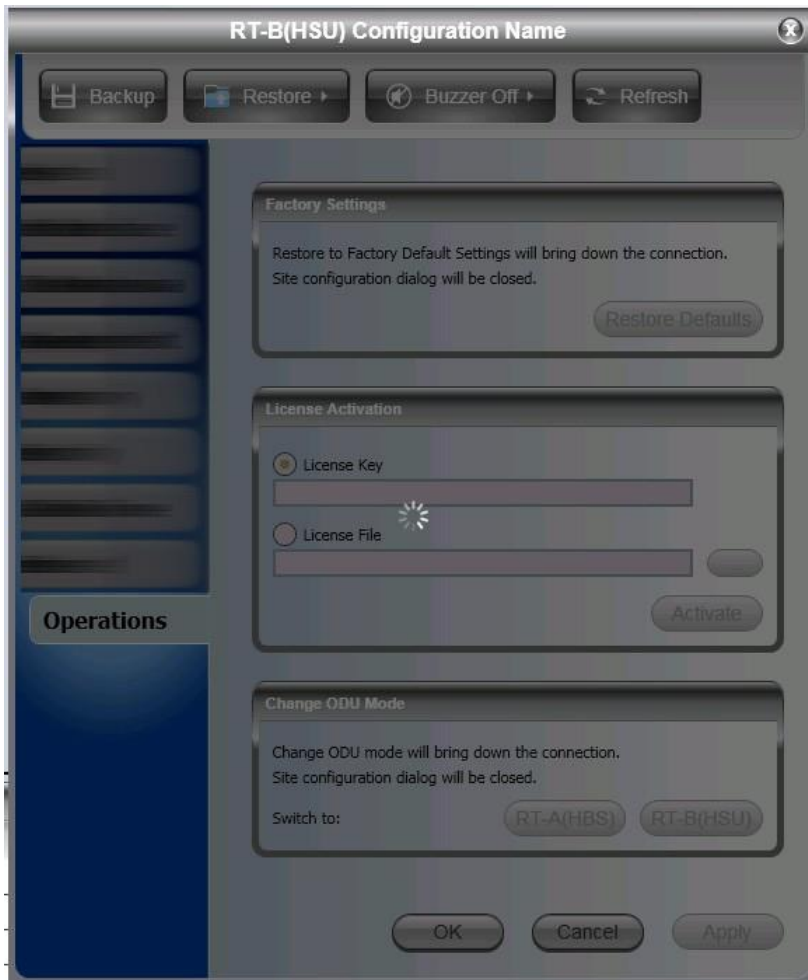 RT-B(HSU) Configuration Name
Backup
Restore
Buzzer Off
Refresh
Factory Settings
Restore to Factory Default Settings will bring down the connection.
Site configuration dialog will be closed.
Restore Defaults
License Activation
License Key
License File
Activate
Operations
Change ODU Mode
Change ODU mode will bring down the connection.
Site configuration dialog will be closed.
Switch to: RT-A(HBS) RT-B(HSU)
OK Cancel Apply